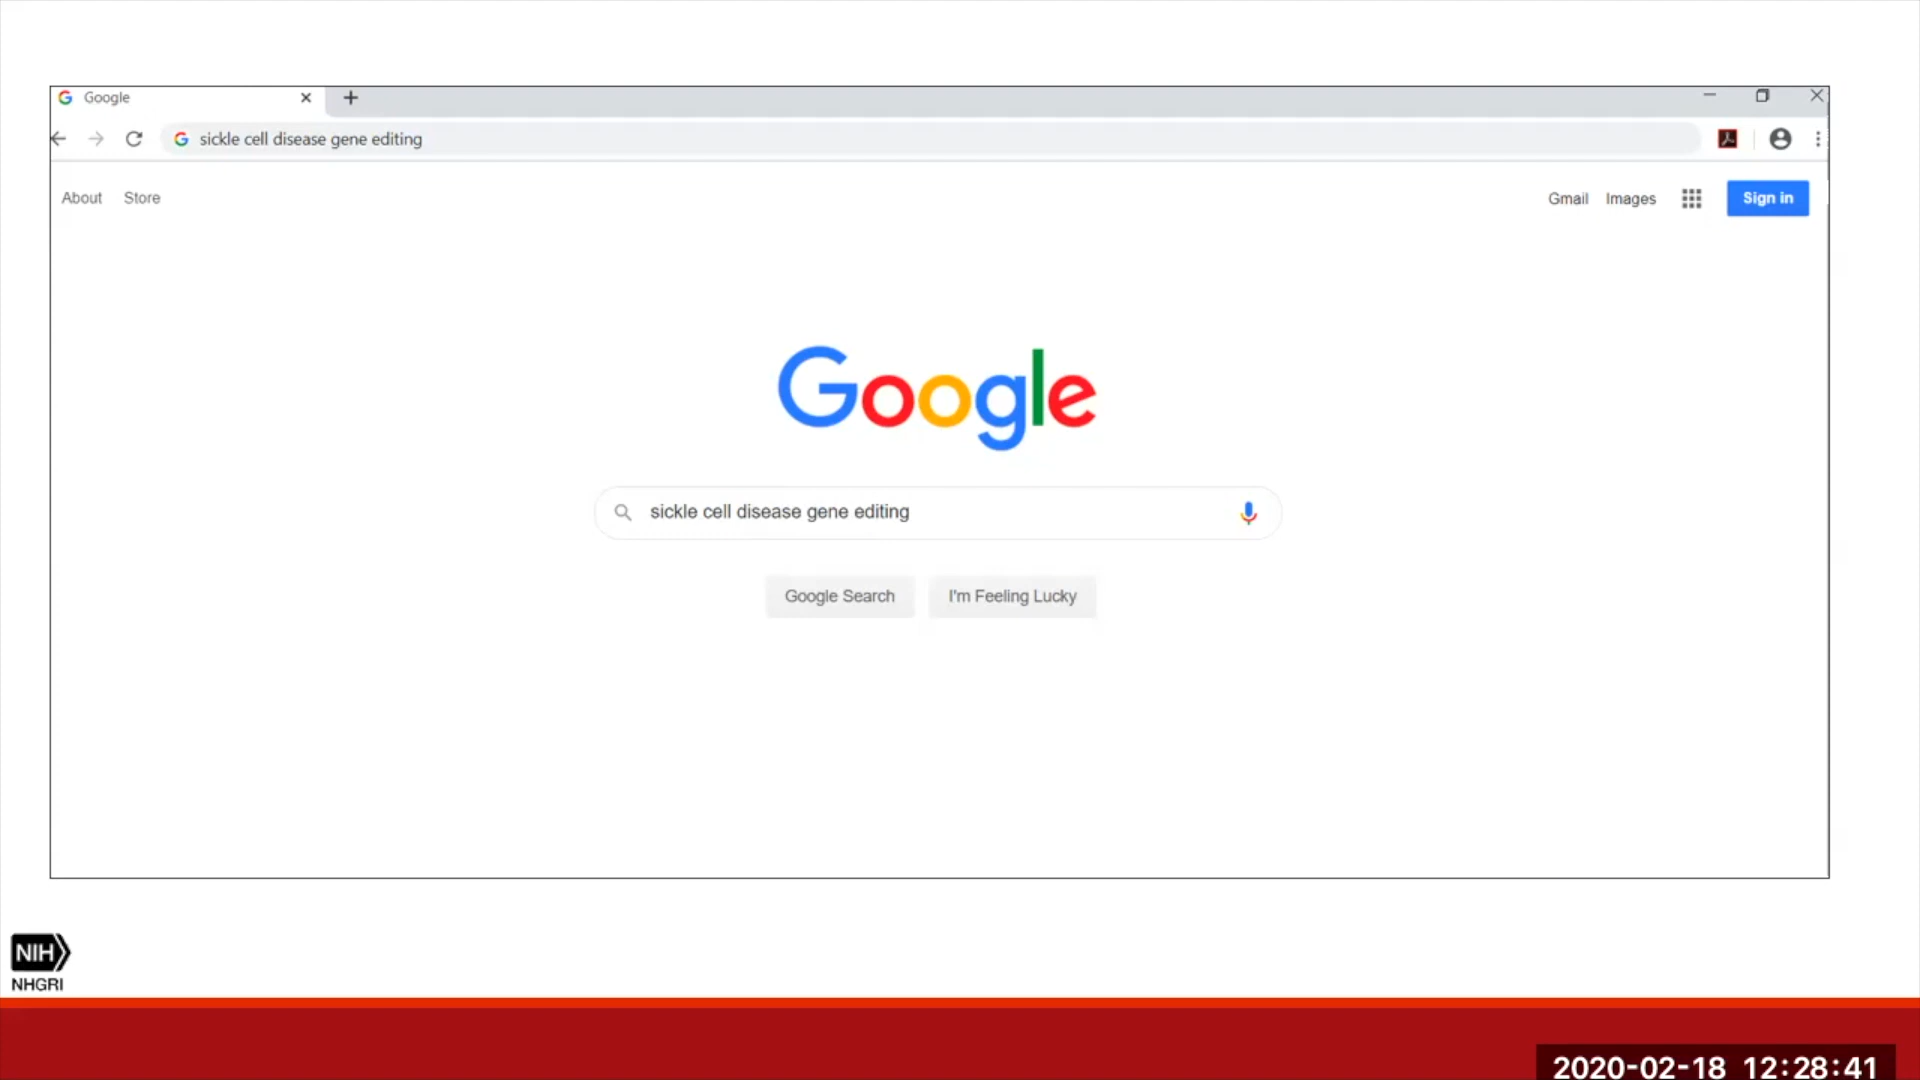 Google
sickle cell disease gene editing
About Store
Gmail Images Sign in
Google
sickle cell disease gene editing
Google Search I'm Feeling Lucky
NIH
NHGRI
2020-02-18 12:28:41